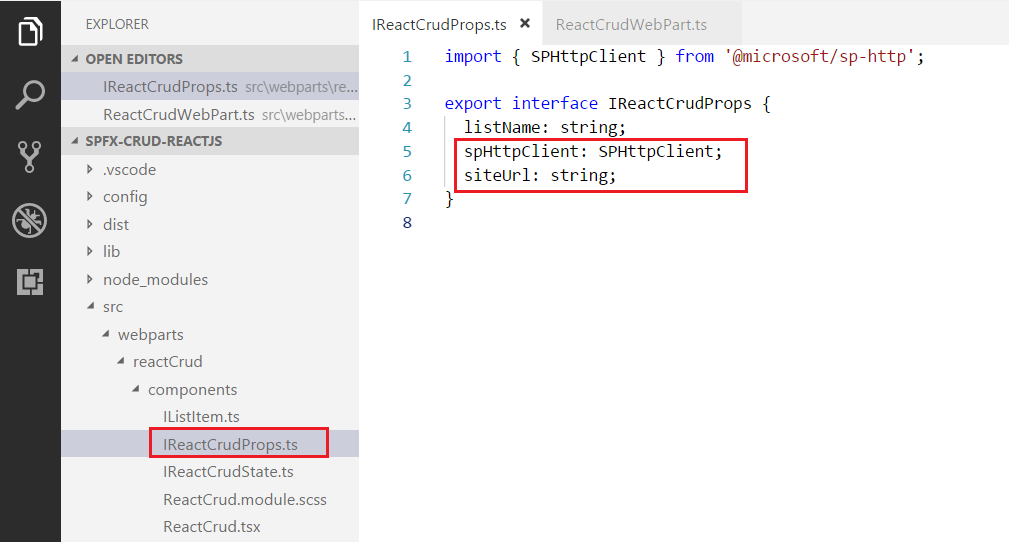 EXPLORER
OPEN EDITORS
IReactCrudProps.ts src\webparts\re...
ReactCrudWebPart.ts src\webparts...
SPFX-CRUD-REACTJS
.vscode
config
dist
lib
node_modules
src
webparts
reactCrud
components
IListItem.ts
IReactCrudProps.ts
IReactCrudState.ts
ReactCrud.module.scss
ReactCrud.tsx
IReactCrudProps.ts ×
ReactCrudWebPart.ts
1 import { SPHttpClient } from '@microsoft/sp-http';
2
3 export interface IReactCrudProps {
4 listName: string;
5 spHttpClient: SPHttpClient;
6 siteUrl: string;
7 }
8